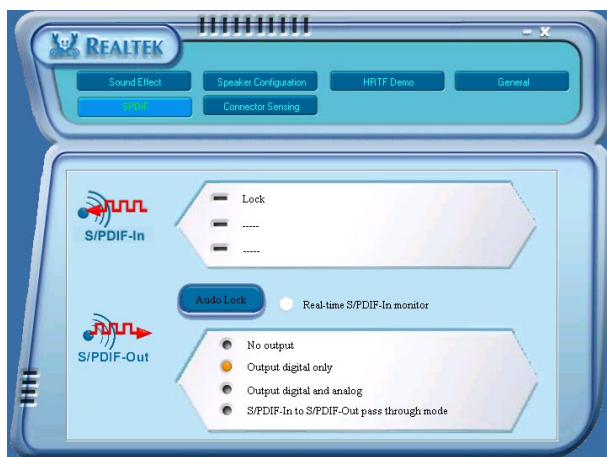 REALTEK
- x
Sound Effect
Speaker Configuration
HRTF Demo
General
SPDIF
Connector Sensing
S/PDIF-In
Lock
-----
-----
Audo Lock
Real-time S/PDIF-In monitor
S/PDIF-Out
No output
Output digital only
Output digital and analog
S/PDIF-In to S/PDIF-Out pass through mode